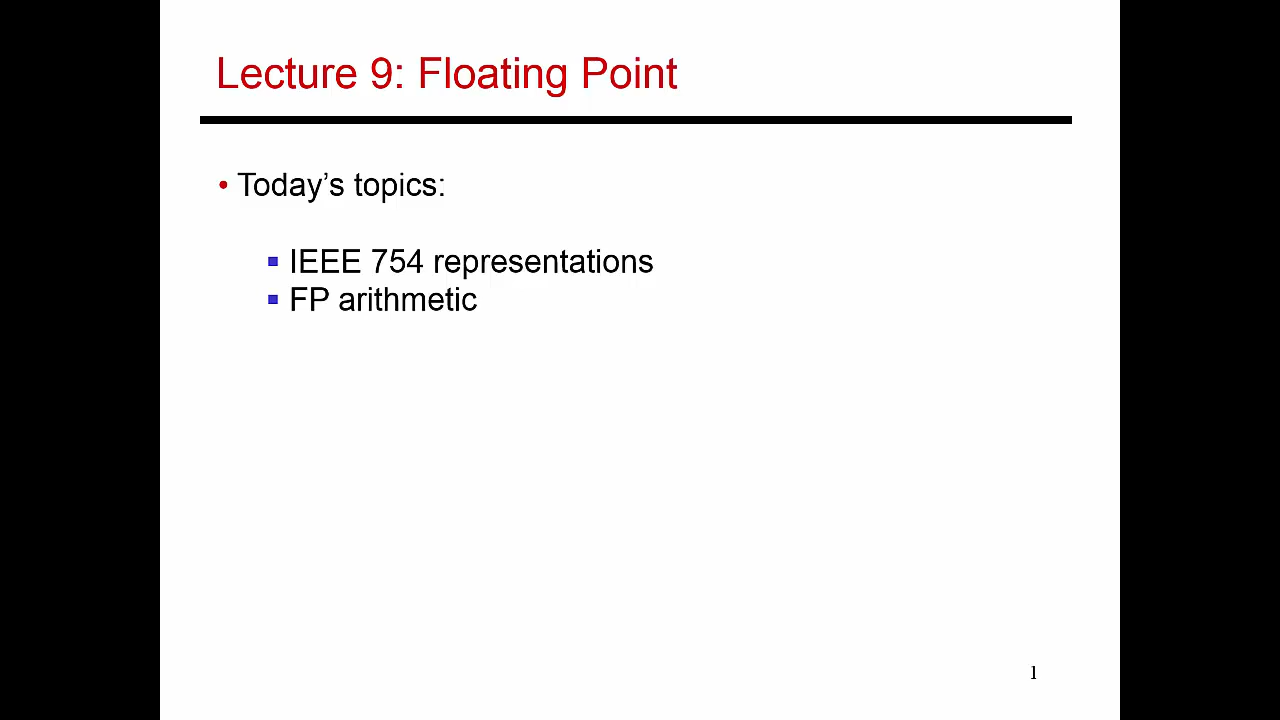 Lecture 9: Floating Point
• Today’s topics:
▪ IEEE 754 representations
▪ FP arithmetic
1